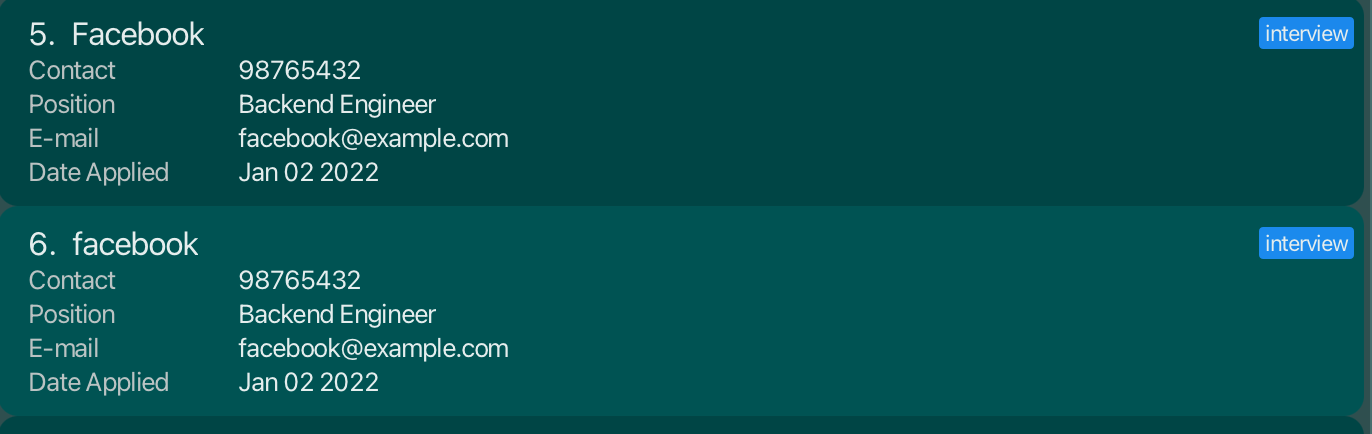 5. Facebook interview
Contact 98765432
Position Backend Engineer
E-mail facebook@example.com
Date Applied Jan 02 2022
6. facebook interview
Contact 98765432
Position Backend Engineer
E-mail facebook@example.com
Date Applied Jan 02 2022